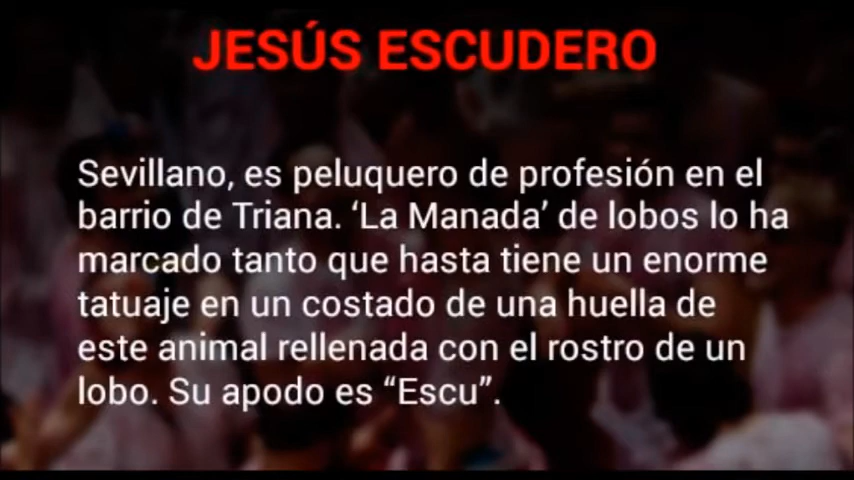 JESÚS ESCUDERO
Sevillano, es peluquero de profesión en el
barrio de Triana. ‘La Manada’ de lobos lo ha
marcado tanto que hasta tiene un enorme
tatuaje en un costado de una huella de
este animal rellenada con el rostro de un
lobo. Su apodo es “Escu”.